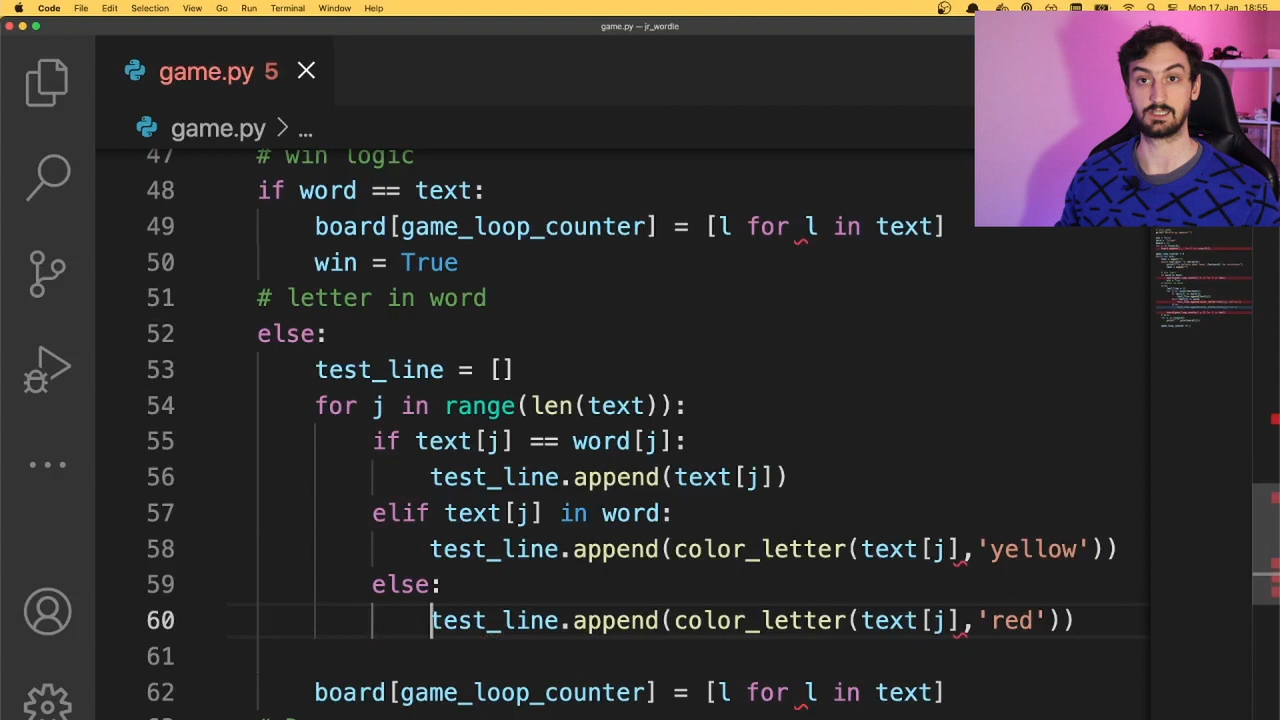 Code File Edit Selection View Go Run Terminal Window Help Mon 17. Jan 18:55
game.py — jr_wordle
game.py 5
game.py > ...
47 # win logic
48 if word == text:
49 board[game_loop_counter] = [l for l in text]
50 win = True
51 # letter in word
52 else:
53 test_line = []
54 for j in range(len(text)):
55 if text[j] == word[j]:
56 test_line.append(text[j])
57 elif text[j] in word:
58 test_line.append(color_letter(text[j],'yellow'))
59 else:
60 test_line.append(color_letter(text[j],'red'))
61
62 board[game_loop_counter] = [l for l in text]